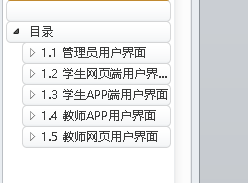 目录
1.1 管理员用户界面
1.2 学生网页端用户界...
1.3 学生APP端用户界面
1.4 教师APP用户界面
1.5 教师网页用户界面